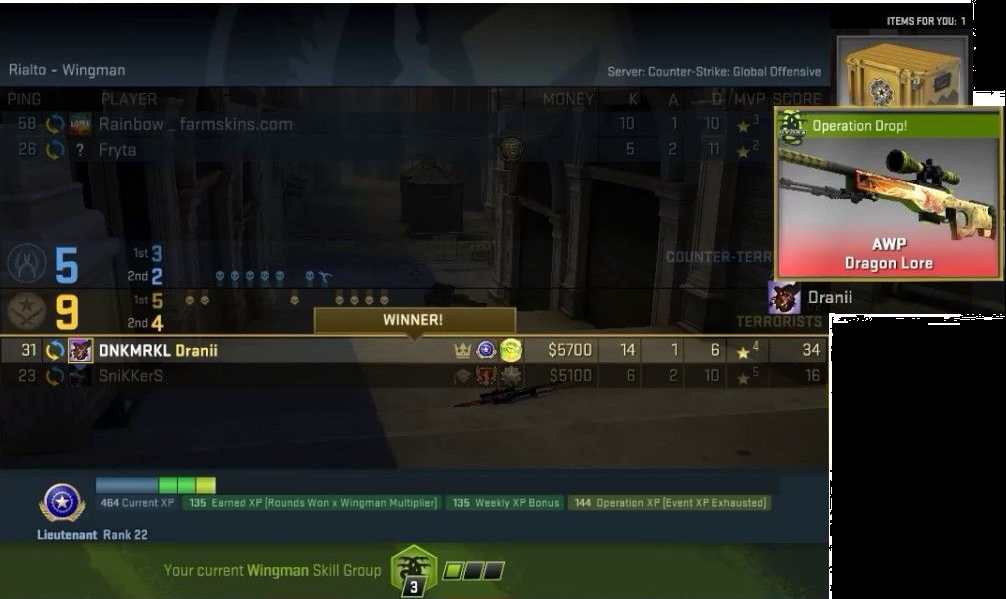 ITEMS FOR YOU: 1
Rialto - Wingman
Server: Counter-Strike: Global Offensive
PING PLAYER MONEY K A D MVP SCORE
58 Rainbow _ farmskins.com 10 1 10 ★3
26 ? Fryta 5 2 11 ★2
Operation Drop!
AWP
Dragon Lore
Dranii
COUNTER-TERR
5 1st 3
2nd 2
9 1st 5
2nd 4
WINNER!
TERRORISTS
31 DNKMRKL Dranii $5700 14 1 6 ★4 34
23 SniKKerS $5100 6 2 10 ★5 16
464 Current XP 135 Earned XP (Rounds Won x Wingman Multiplier) 135 Weekly XP Bonus 144 Operation XP (Event XP Exhausted)
Lieutenant Rank 22
Your current Wingman Skill Group 3